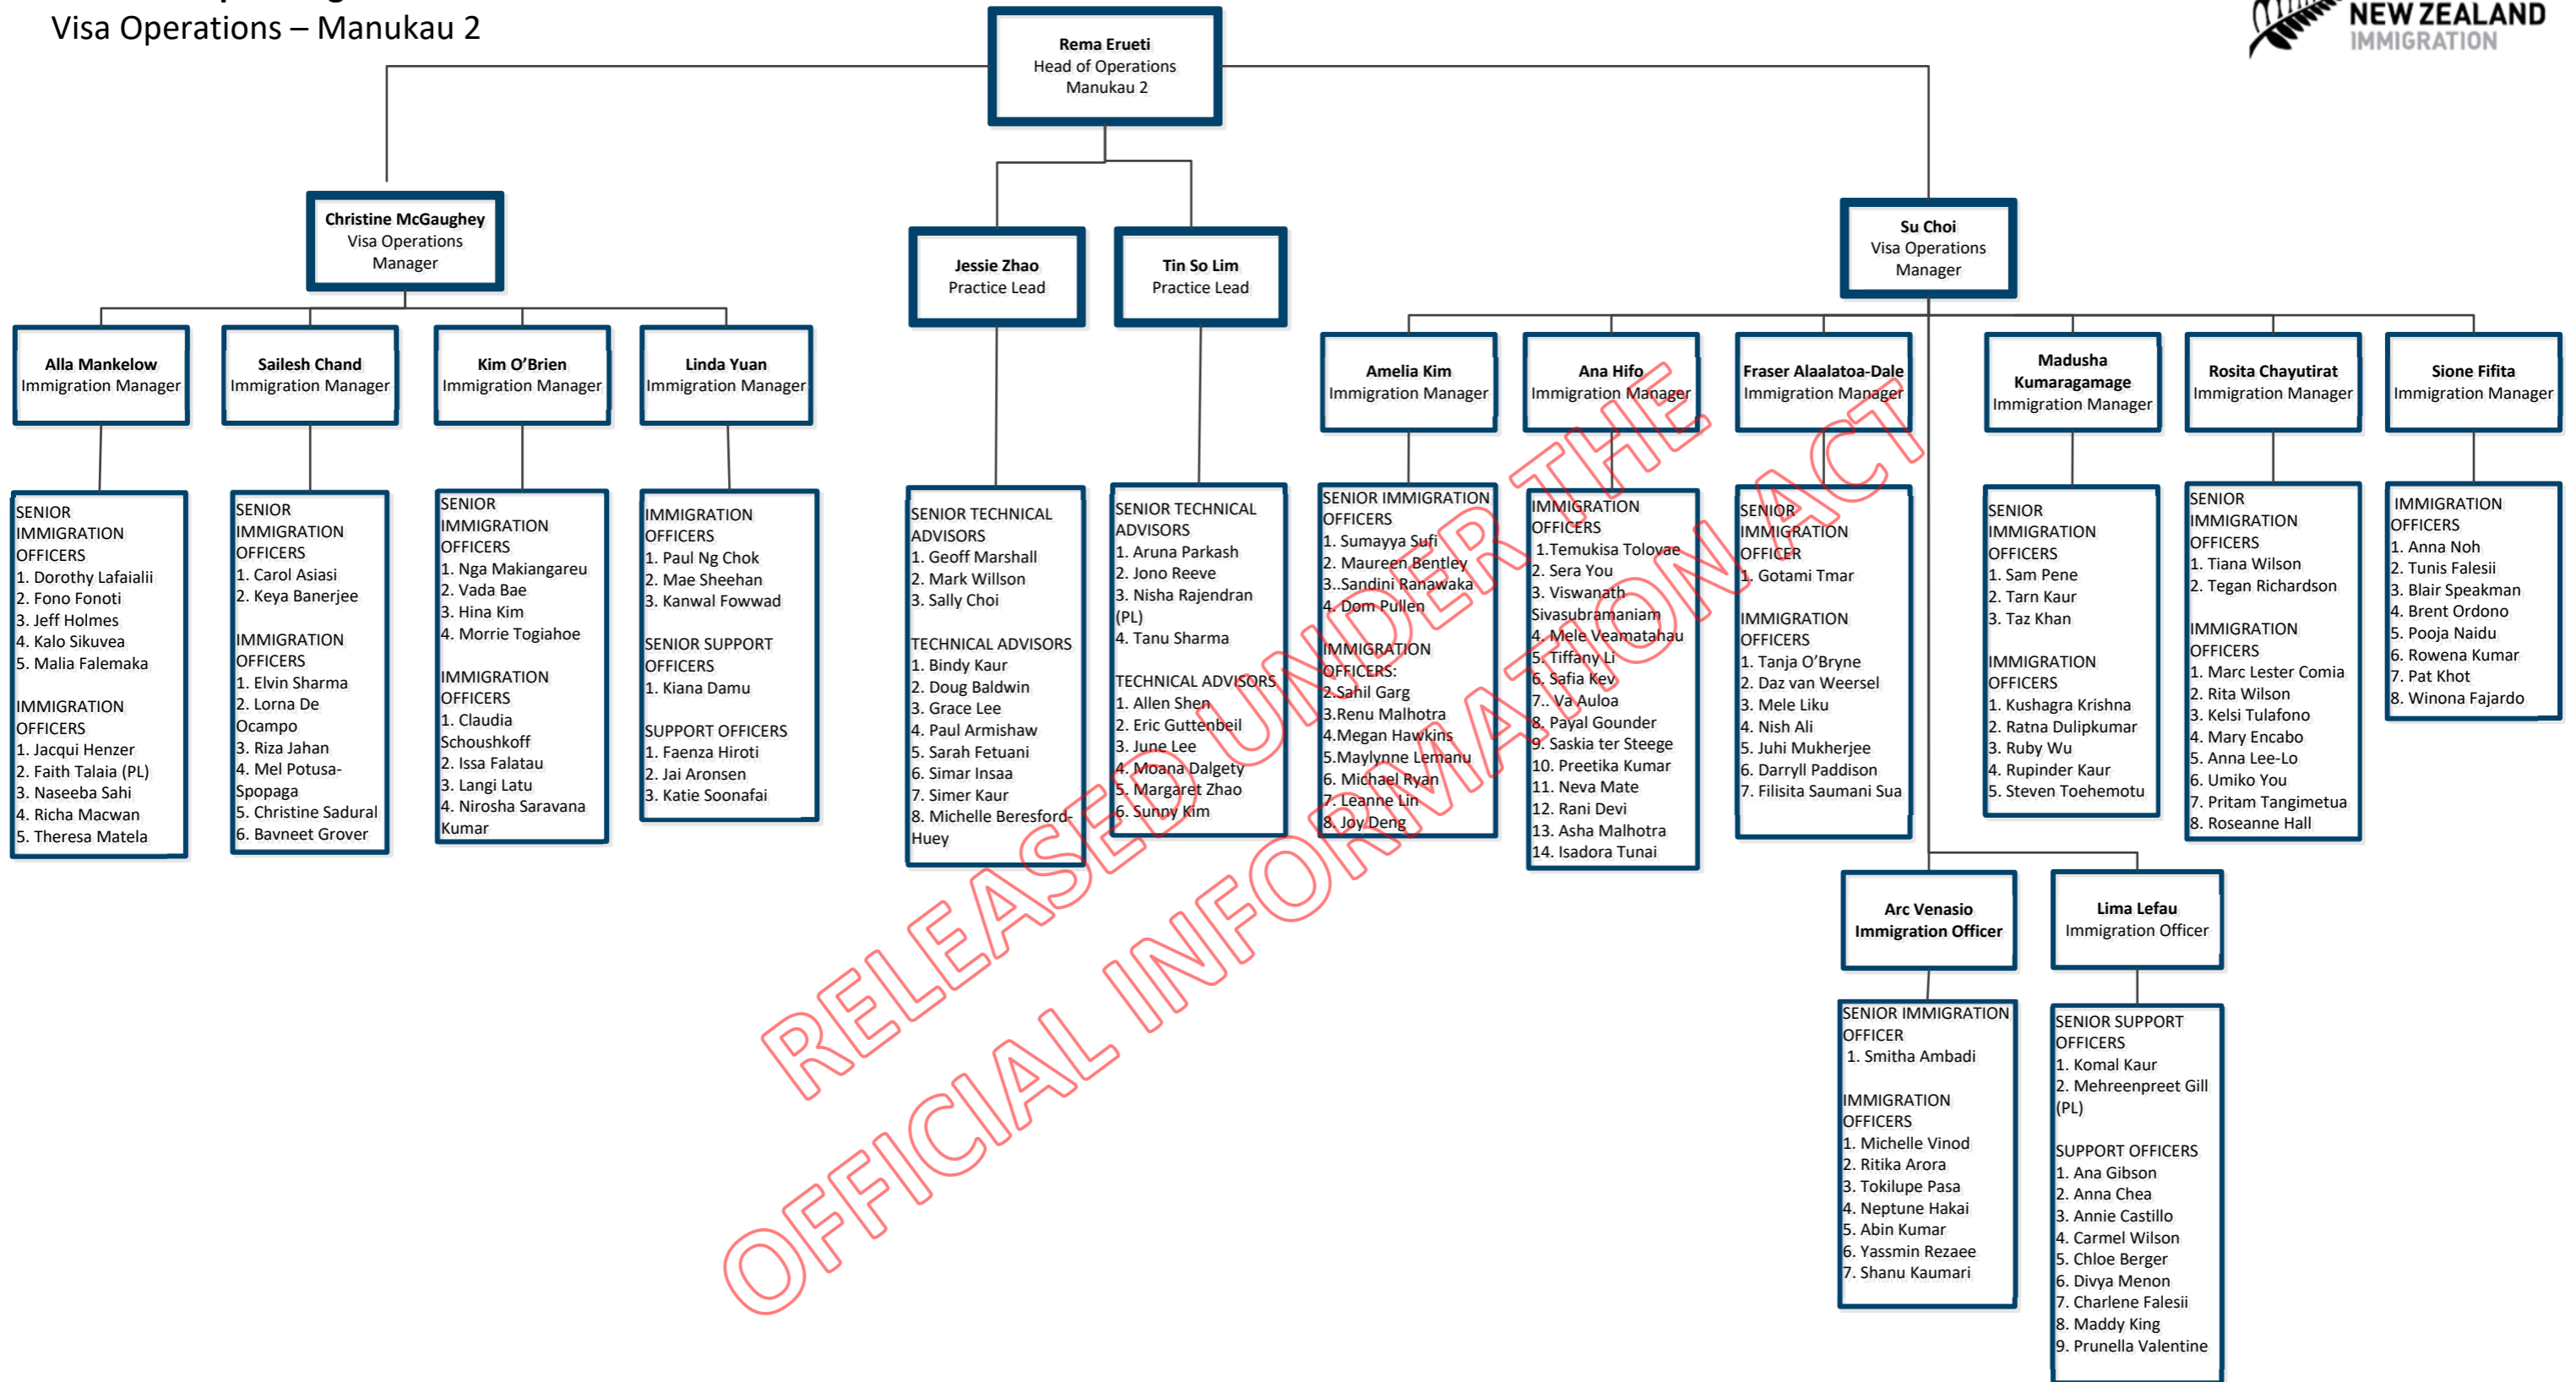 Visa Operations – Manukau 2
NEW ZEALAND
IMMIGRATION
Rema Erueti
Head of Operations
Manukau 2
Christine McGaughey
Visa Operations
Manager
Jessie Zhao
Practice Lead
Tin So Lim
Practice Lead
Su Choi
Visa Operations
Manager
Alla Mankelow
Immigration Manager
Sailesh Chand
Immigration Manager
Kim O’Brien
Immigration Manager
Linda Yuan
Immigration Manager
Amelia Kim
Immigration Manager
Ana Hifo
Immigration Manager
Fraser Alaalatoa-Dale
Immigration Manager
Madusha
Kumaragamage
Immigration Manager
Rosita Chayutirat
Immigration Manager
Sione Fifita
Immigration Manager
SENIOR
IMMIGRATION
OFFICERS
1. Dorothy Lafaialii
2. Fono Fonoti
3. Jeff Holmes
4. Kalo Sikuvea
5. Malia Falemaka
IMMIGRATION
OFFICERS
1. Jacqui Henzer
2. Faith Talaia (PL)
3. Naseeba Sahi
4. Richa Macwan
5. Theresa Matela
SENIOR
IMMIGRATION
OFFICERS
1. Carol Asiasi
2. Keya Banerjee
IMMIGRATION
OFFICERS
1. Elvin Sharma
2. Lorna De
Ocampo
3. Riza Jahan
4. Mel Potusa-
Spopaga
5. Christine Sadural
6. Bavneet Grover
SENIOR
IMMIGRATION
OFFICERS
1. Nga Makiangareu
2. Vada Bae
3. Hina Kim
4. Morrie Togiahoe
IMMIGRATION
OFFICERS
1. Claudia
Schoushkoff
2. Issa Falatau
3. Langi Latu
4. Nirosha Saravana
Kumar
IMMIGRATION
OFFICERS
1. Paul Ng Chok
2. Mae Sheehan
3. Kanwal Fowwad
SENIOR SUPPORT
OFFICERS
1. Kiana Damu
SUPPORT OFFICERS
1. Faenza Hiroti
2. Jai Aronsen
3. Katie Soonafai
SENIOR TECHNICAL
ADVISORS
1. Geoff Marshall
2. Mark Willson
3. Sally Choi
TECHNICAL ADVISORS
1. Bindy Kaur
2. Doug Baldwin
3. Grace Lee
4. Paul Armishaw
5. Sarah Fetuani
6. Simar Insaa
7. Simer Kaur
8. Michelle Beresford-
Huey
SENIOR TECHNICAL
ADVISORS
1. Aruna Parkash
2. Jono Reeve
3. Nisha Rajendran
(PL)
4. Tanu Sharma
TECHNICAL ADVISORS
1. Allen Shen
2. Eric Guttenbeil
3. June Lee
4. Moana Dalgety
5. Margaret Zhao
6. Sunny Kim
SENIOR IMMIGRATION
OFFICERS
1. Sumayya Sufi
2. Maureen Bentley
3..Sandini Ranawaka
4. Dom Pullen
IMMIGRATION
OFFICERS:
2.Sahil Garg
3.Renu Malhotra
4.Megan Hawkins
5.Maylynne Lemanu
6. Michael Ryan
7. Leanne Lin
8. Joy Deng
IMMIGRATION
OFFICERS
1.Temukisa Tolovae
2. Sera You
3. Viswanath
Sivasubramaniam
4. Mele Veamatahau
5. Tiffany Li
6. Safia Kev
7.. Va Auloa
8. Payal Gounder
9. Saskia ter Steege
10. Preetika Kumar
11. Neva Mate
12. Rani Devi
13. Asha Malhotra
14. Isadora Tunai
SENIOR
IMMIGRATION
OFFICER
1. Gotami Tmar
IMMIGRATION
OFFICERS
1. Tanja O’Bryne
2. Daz van Weersel
3. Mele Liku
4. Nish Ali
5. Juhi Mukherjee
6. Darryll Paddison
7. Filisita Saumani Sua
SENIOR
IMMIGRATION
OFFICERS
1. Sam Pene
2. Tarn Kaur
3. Taz Khan
IMMIGRATION
OFFICERS
1. Kushagra Krishna
2. Ratna Dulipkumar
3. Ruby Wu
4. Rupinder Kaur
5. Steven Toehemotu
SENIOR
IMMIGRATION
OFFICERS
1. Tiana Wilson
2. Tegan Richardson
IMMIGRATION
OFFICERS
1. Marc Lester Comia
2. Rita Wilson
3. Kelsi Tulafono
4. Mary Encabo
5. Anna Lee-Lo
6. Umiko You
7. Pritam Tangimetua
8. Roseanne Hall
IMMIGRATION
OFFICERS
1. Anna Noh
2. Tunis Falesii
3. Blair Speakman
4. Brent Ordono
5. Pooja Naidu
6. Rowena Kumar
7. Pat Khot
8. Winona Fajardo
Arc Venasio
Immigration Officer
Lima Lefau
Immigration Officer
SENIOR IMMIGRATION
OFFICER
1. Smitha Ambadi
IMMIGRATION
OFFICERS
1. Michelle Vinod
2. Ritika Arora
3. Tokilupe Pasa
4. Neptune Hakai
5. Abin Kumar
6. Yassmin Rezaee
7. Shanu Kaumari
SENIOR SUPPORT
OFFICERS
1. Komal Kaur
2. Mehreenpreet Gill
(PL)
SUPPORT OFFICERS
1. Ana Gibson
2. Anna Chea
3. Annie Castillo
4. Carmel Wilson
5. Chloe Berger
6. Divya Menon
7. Charlene Falesii
8. Maddy King
9. Prunella Valentine
RELEASED UNDER THE
OFFICIAL INFORMATION ACT